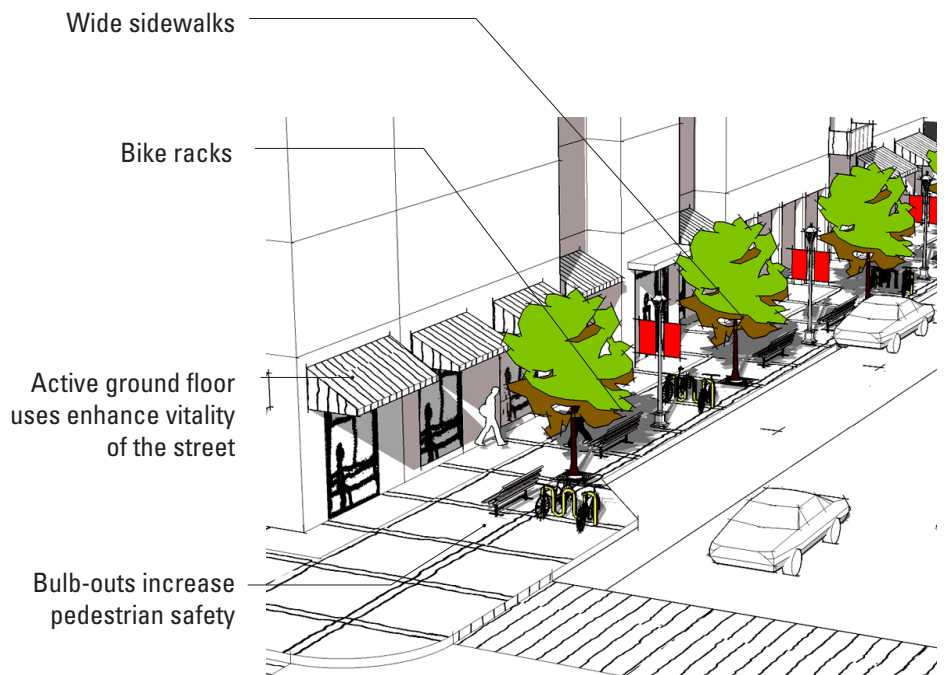 Wide sidewalks
Bike racks
Active ground floor
uses enhance vitality
of the street
Bulb-outs increase
pedestrian safety